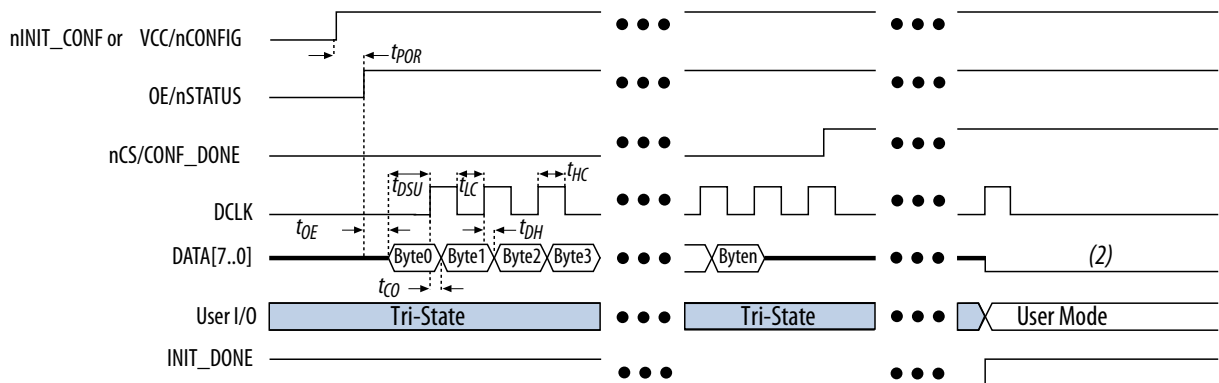 nINIT_CONF or VCC/nCONFIG
tPOR
OE/nSTATUS
nCS/CONF_DONE
tDSU
tLC
tHC
DCLK
tOE
tDH
DATA[7..0]
Byte0
Byte1
Byte2
Byte3
Byten
(2)
tCO
User I/O
Tri-State
Tri-State
User Mode
INIT_DONE